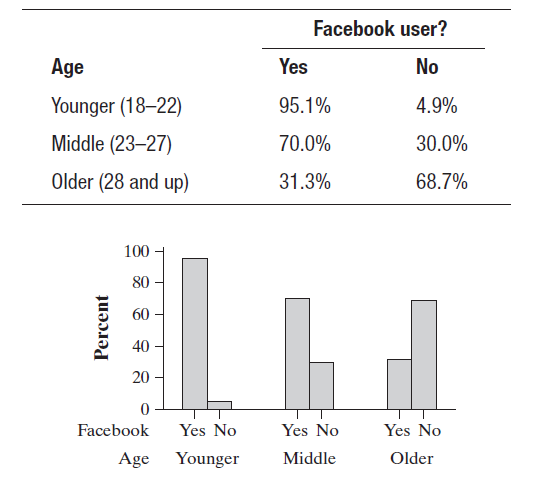 Facebook user?
Age Yes No
Younger (18–22) 95.1% 4.9%
Middle (23–27) 70.0% 30.0%
Older (28 and up) 31.3% 68.7%
Percent
100
80
60
40
20
0
Facebook Yes No Yes No Yes No
Age Younger Middle Older